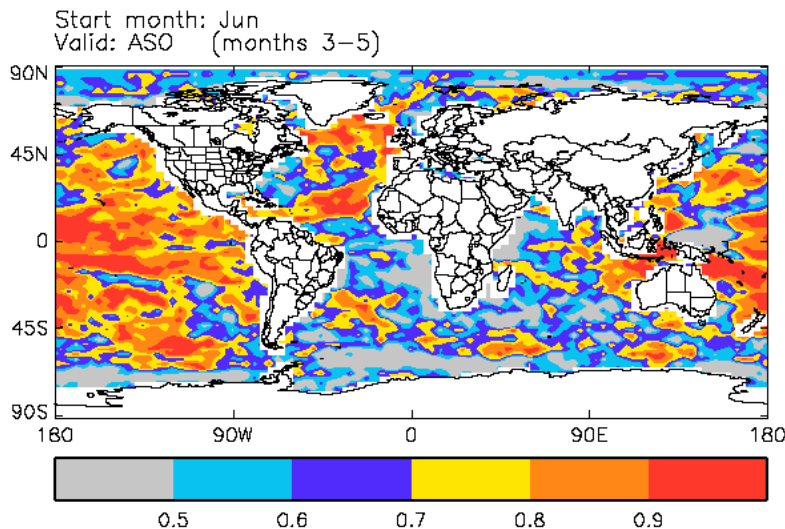 Start month: Jun
Valid: ASO (months 3-5)
90N
45N
0
45S
90S
180 90W 0 90E 180
0.5 0.6 0.7 0.8 0.9